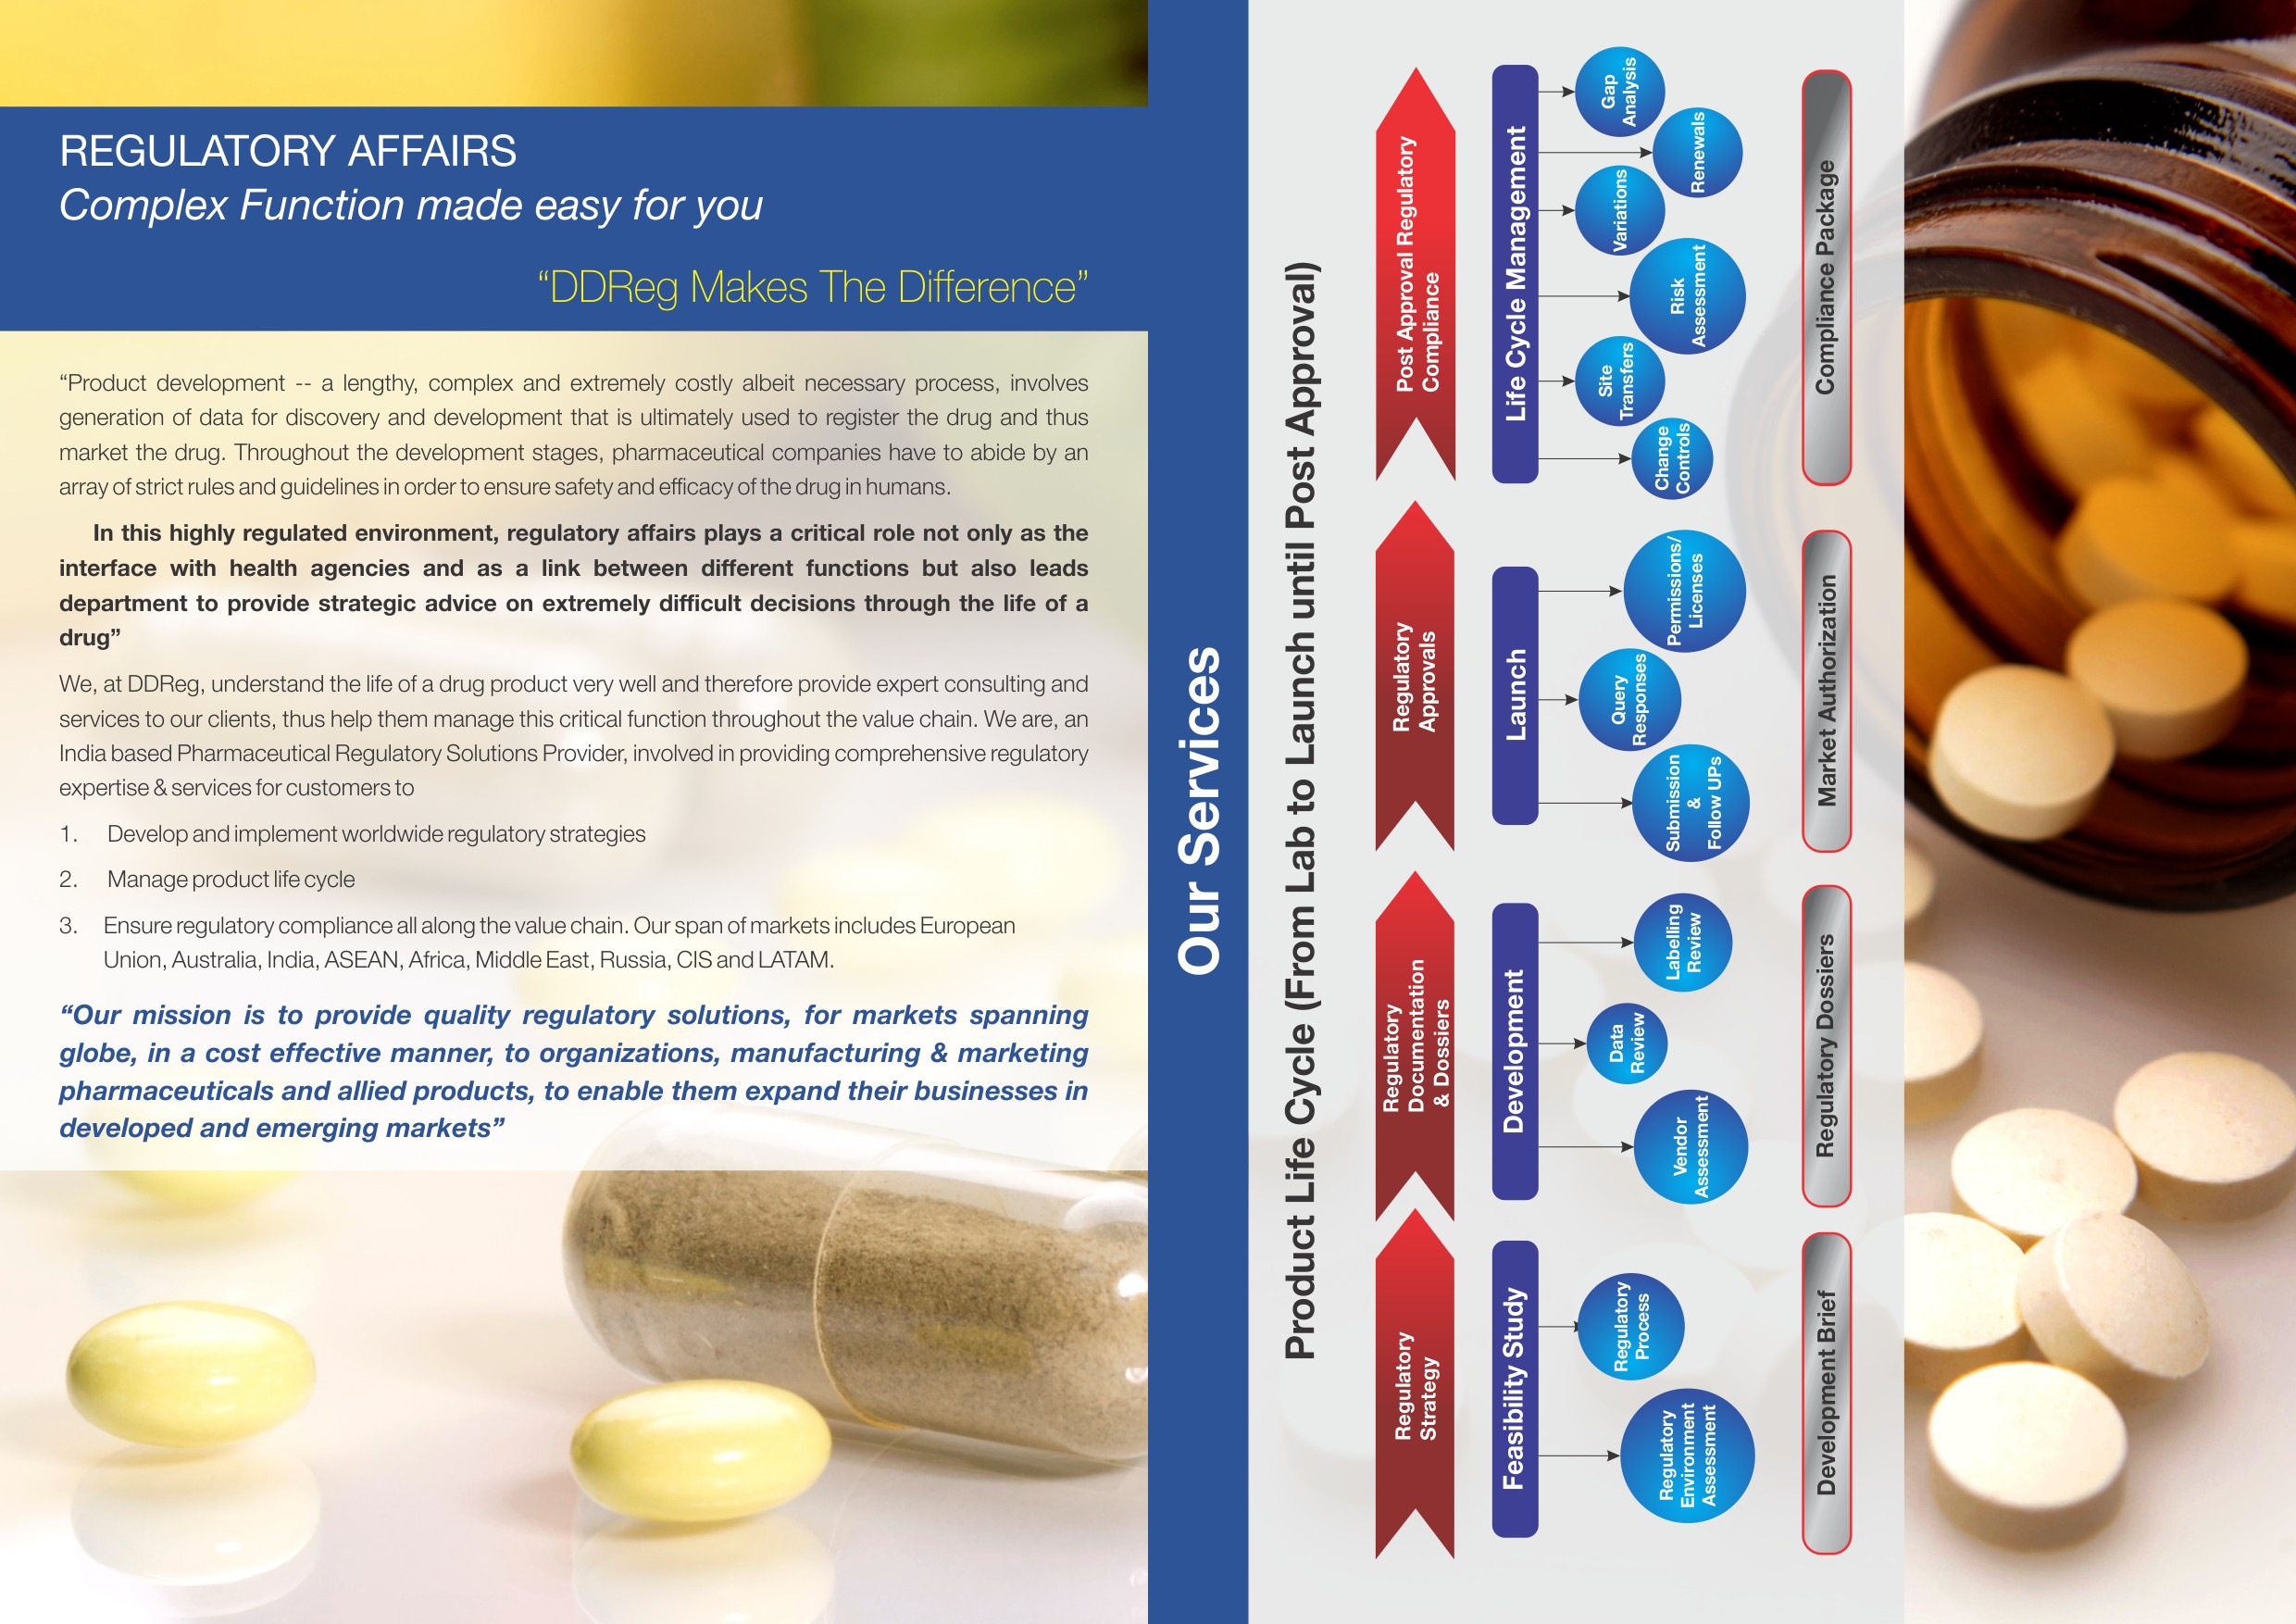 REGULATORY AFFAIRS
Complex Function made easy for you
“DDReg Makes The Difference”
“Product development -- a lengthy, complex and extremely costly albeit necessary process, involves
generation of data for discovery and development that is ultimately used to register the drug and thus
market the drug. Throughout the development stages, pharmaceutical companies have to abide by an
array of strict rules and guidelines in order to ensure safety and efficacy of the drug in humans.
In this highly regulated environment, regulatory affairs plays a critical role not only as the
interface with health agencies and as a link between different functions but also leads
department to provide strategic advice on extremely difficult decisions through the life of a
drug”
We, at DDReg, understand the life of a drug product very well and therefore provide expert consulting and
services to our clients, thus help them manage this critical function throughout the value chain. We are, an
India based Pharmaceutical Regulatory Solutions Provider, involved in providing comprehensive regulatory
expertise & services for customers to
1. Develop and implement worldwide regulatory strategies
2. Manage product life cycle
3. Ensure regulatory compliance all along the value chain. Our span of markets includes European
Union, Australia, India, ASEAN, Africa, Middle East, Russia, CIS and LATAM.
“Our mission is to provide quality regulatory solutions, for markets spanning
globe, in a cost effective manner, to organizations, manufacturing & marketing
pharmaceuticals and allied products, to enable them expand their businesses in
developed and emerging markets”
Our Services
Product Life Cycle (From Lab to Launch until Post Approval)
Regulatory
Strategy
Regulatory
Documentation
& Dossiers
Regulatory
Approvals
Post Approval Regulatory
Compliance
Feasibility Study
Development
Launch
Life Cycle Management
Regulatory
Environment
Assessment
Regulatory
Process
Vendor
Assessment
Data
Review
Labelling
Review
Submission
&
Follow UPs
Query
Responses
Permissions/
Licenses
Change
Controls
Site
Transfers
Risk
Assessment
Variations
Renewals
Gap
Analysis
Development Brief
Regulatory Dossiers
Market Authorization
Compliance Package